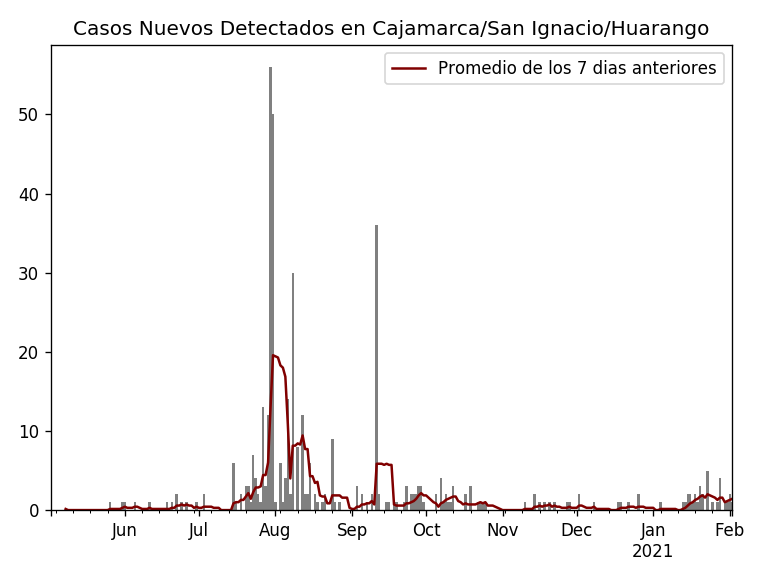 Casos Nuevos Detectados en Cajamarca/San Ignacio/Huarango
Promedio de los 7 dias anteriores
50
40
30
20
10
0
Jun Jul Aug Sep Oct Nov Dec Jan Feb
2021